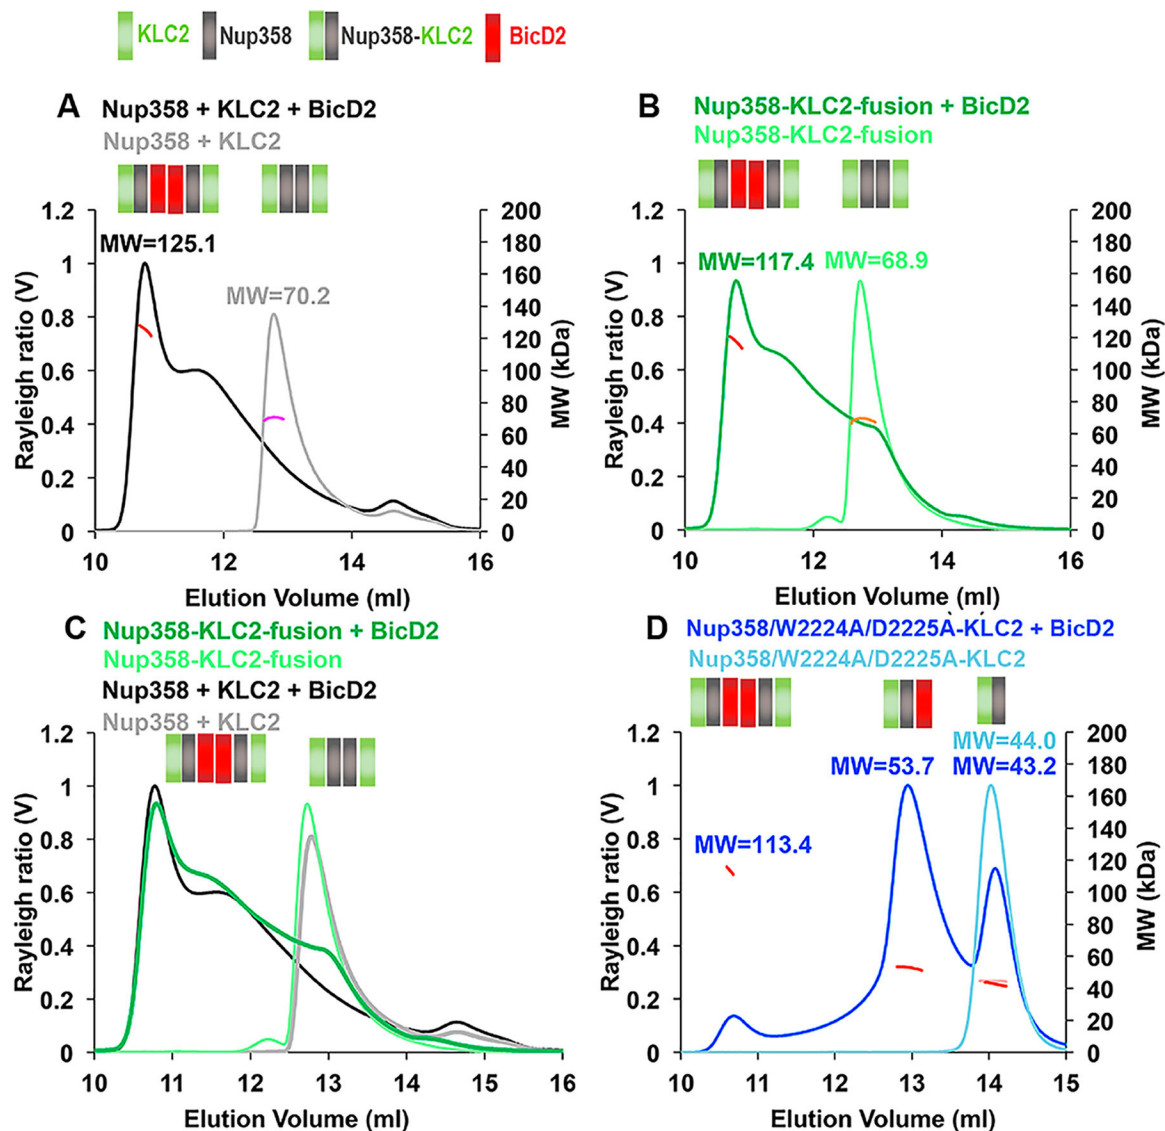 KLC2 Nup358 Nup358-KLC2 BicD2
A Nup358 + KLC2 + BicD2
Nup358 + KLC2
1.2 200
MW=125.1
180
1 160
MW=70.2
140
0.8 120
0.6 100
80
0.4 60
0.2 40
20
0 0
10 12 14 16
Rayleigh ratio (V)
MW (kDa)
Elution Volume (ml)
B Nup358-KLC2-fusion + BicD2
Nup358-KLC2-fusion
1.2 200
180
MW=117.4 MW=68.9
1 160
140
0.8 120
0.6 100
80
0.4 60
0.2 40
20
0 0
10 12 14 16
Rayleigh ratio (V)
MW (kDa)
Elution Volume (ml)
C Nup358-KLC2-fusion + BicD2
Nup358-KLC2-fusion
Nup358 + KLC2 + BicD2
Nup358 + KLC2
1.2
1
0.8
0.6
0.4
0.2
0
10 11 12 13 14 15 16
Rayleigh ratio (V)
Elution Volume (ml)
D Nup358/W2224A/D2225A-KLC2 + BicD2
Nup358/W2224A/D2225A-KLC2
1.2 200
MW=44.0
180
MW=53.7 MW=43.2
1 160
140
MW=113.4
0.8 120
0.6 100
80
0.4 60
0.2 40
20
0 0
10 11 12 13 14 15
Rayleigh ratio (V)
MW (kDa)
Elution Volume (ml)